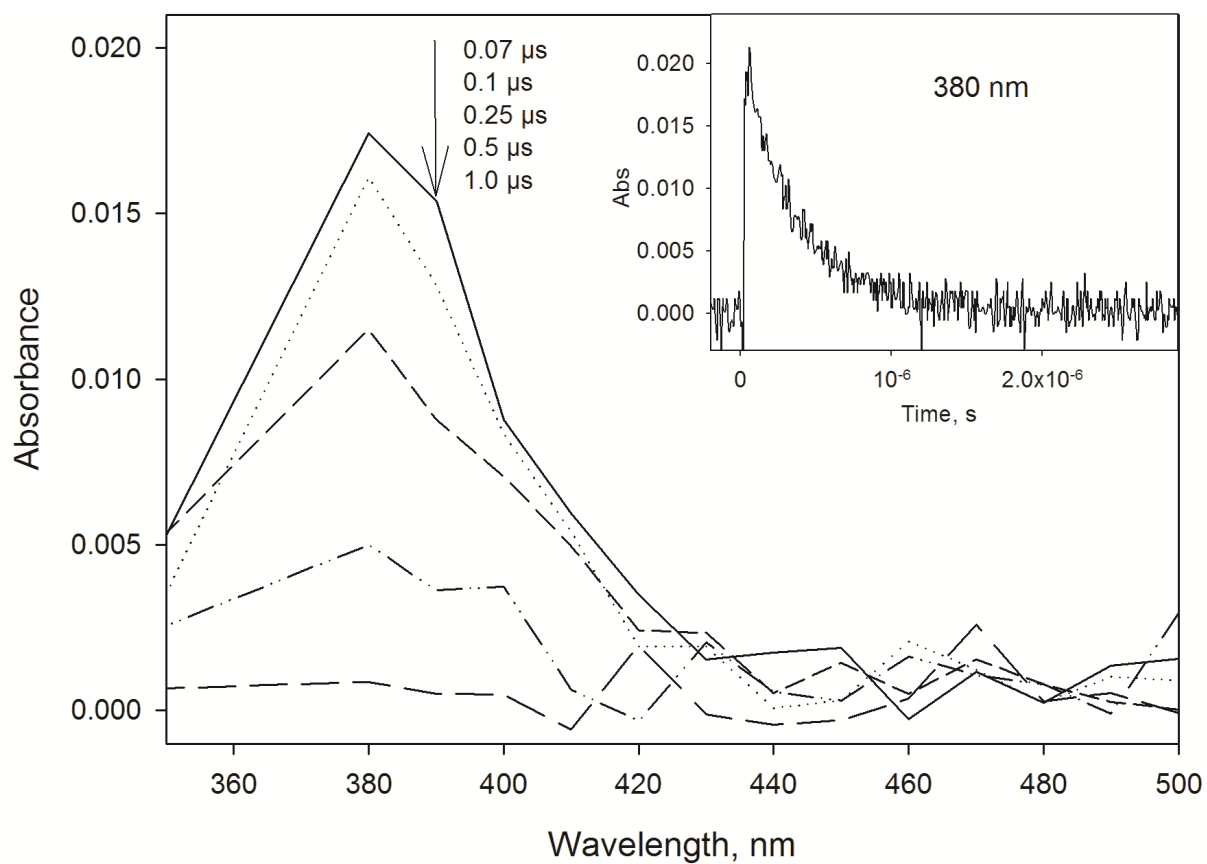 0.020
0.015
0.010
0.005
0.000
Absorbance
360 380 400 420 440 460 480 500
Wavelength, nm
0.07 µs
0.1 µs
0.25 µs
0.5 µs
1.0 µs
380 nm
0.020
0.015
0.010
0.005
0.000
Abs
0 10-6 2.0x10-6
Time, s